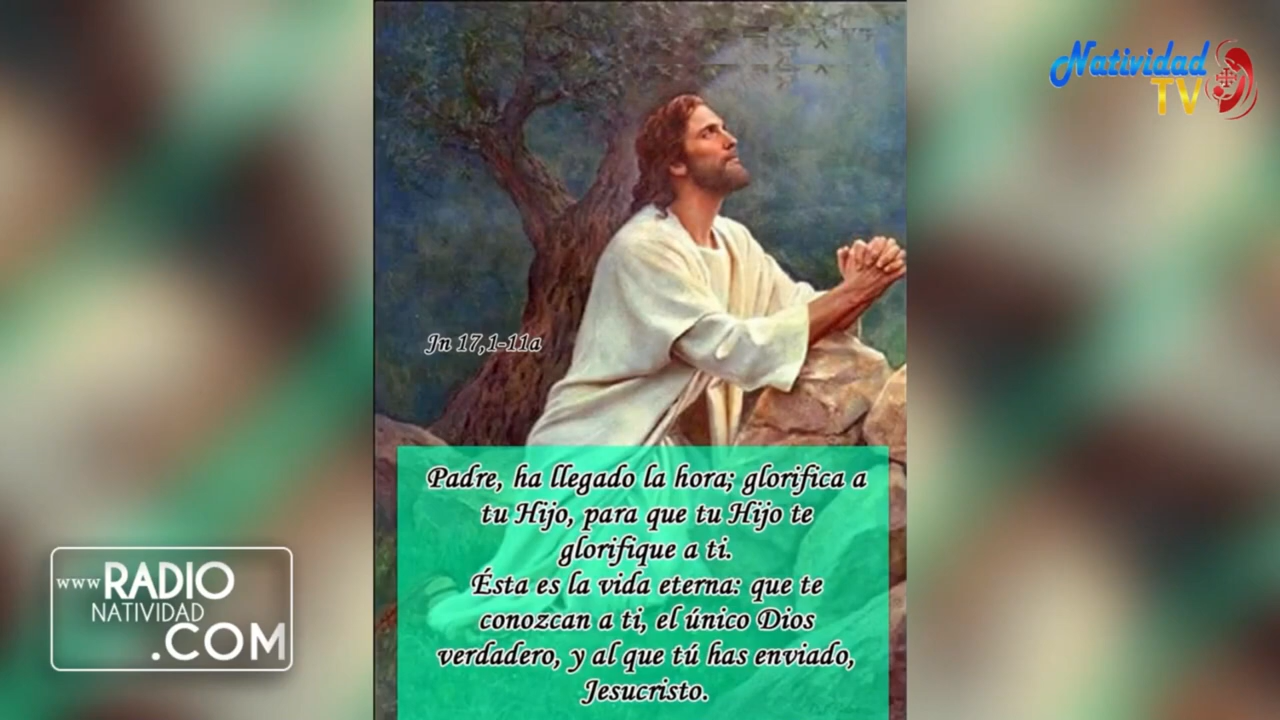 Natividad
TV
Jn 17,1-11a
Padre, ha llegado la hora; glorifica a
tu Hijo, para que tu Hijo te
glorifique a ti.
Ésta es la vida eterna: que te
conozcan a ti, el único Dios
verdadero, y al que tú has enviado,
Jesucristo.
www RADIO
NATIVIDAD
.COM